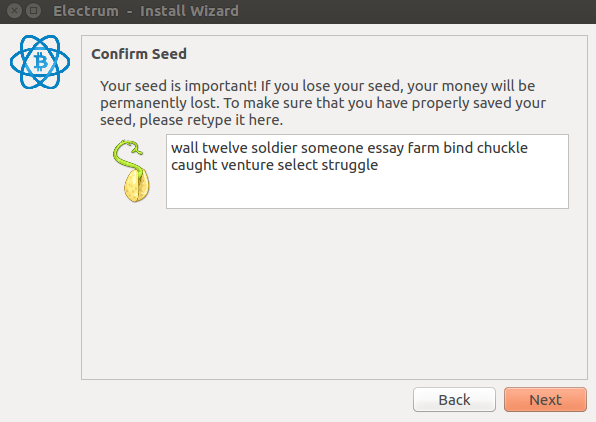 Electrum - Install Wizard
Confirm Seed
Your seed is important! If you lose your seed, your money will be
permanently lost. To make sure that you have properly saved your
seed, please retype it here.
wall twelve soldier someone essay farm bind chuckle
caught venture select struggle
Back
Next